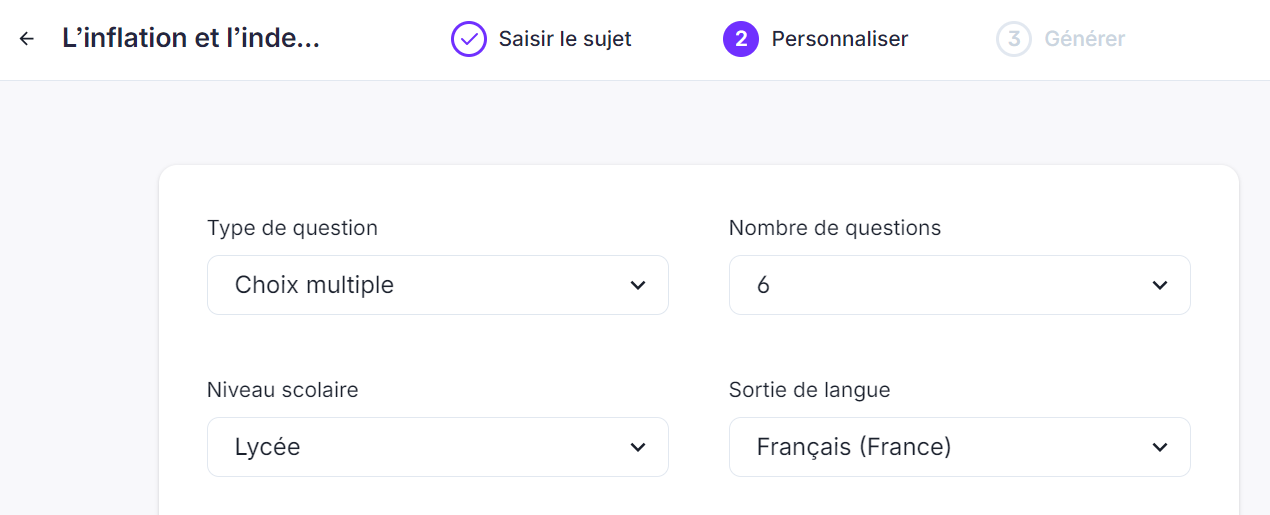 L’inflation et l’inde...
Saisir le sujet
2 Personnaliser
3 Générer
Type de question
Nombre de questions
Choix multiple
6
Niveau scolaire
Sortie de langue
Lycée
Français (France)